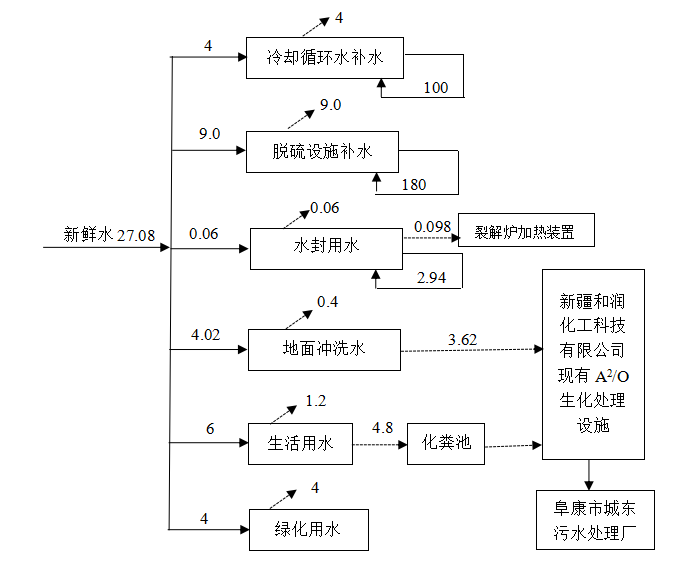 4
4
冷却循环水补水
100
9.0
9.0
脱硫设施补水
180
新鲜水 27.08
0.06
0.06
水封用水
0.098
裂解炉加热装置
2.94
0.4
4.02
地面冲洗水
3.62
新疆和润
化工科技
有限公司
现有 A²/O
生化处理
设施
1.2
6
生活用水
4.8
化粪池
4
4
绿化用水
阜康市城东
污水处理厂